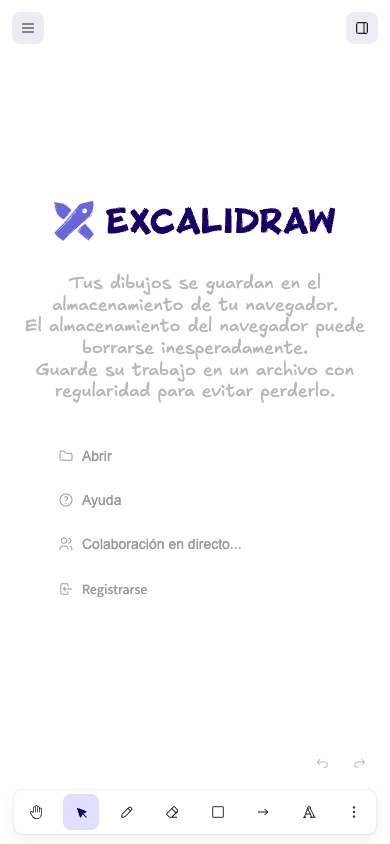 EXCALIDRAW
Tus dibujos se guardan en el
almacenamiento de tu navegador.
El almacenamiento del navegador puede
borrarse inesperadamente.
Guarde su trabajo en un archivo con
regularidad para evitar perderlo.
Abrir
Ayuda
Colaboración en directo...
Registrarse
A